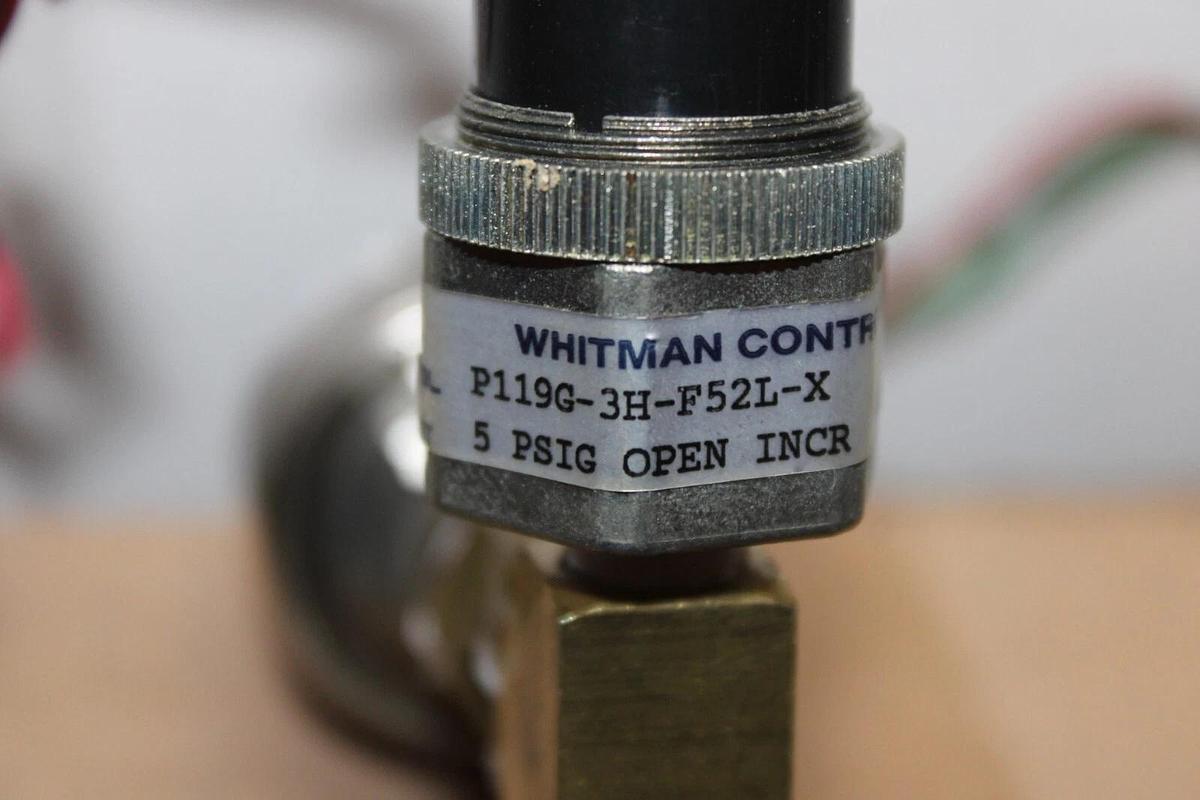 WHITMAN CONTR
P119G-3H-F52L-X
5 PSIG OPEN INCR